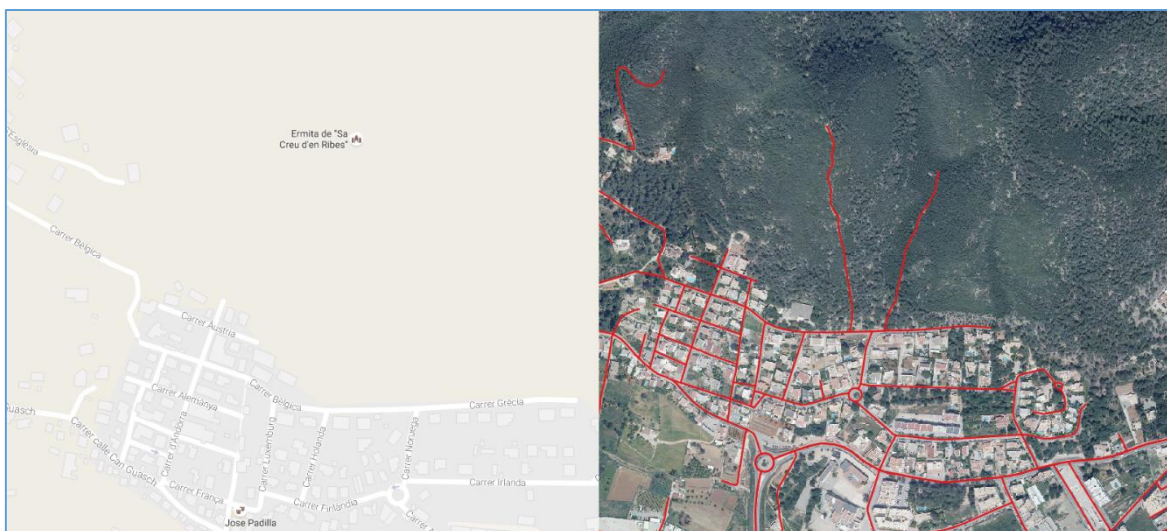 Ermita de "Sa
Creu d'en Ribes"
Església
Carrer Bèlgica
Carrer Austria
Carrer Alemanya
Carrer Bèlgica
Carrer Grècia
Guasch
Carrer calle Can Guasch
Carrer d'Andorra
Carrer Luxemburg
Carrer Holanda
Carrer Noruega
Carrer Irlanda
Carrer França
Carrer Finlàndia
Jose Padilla